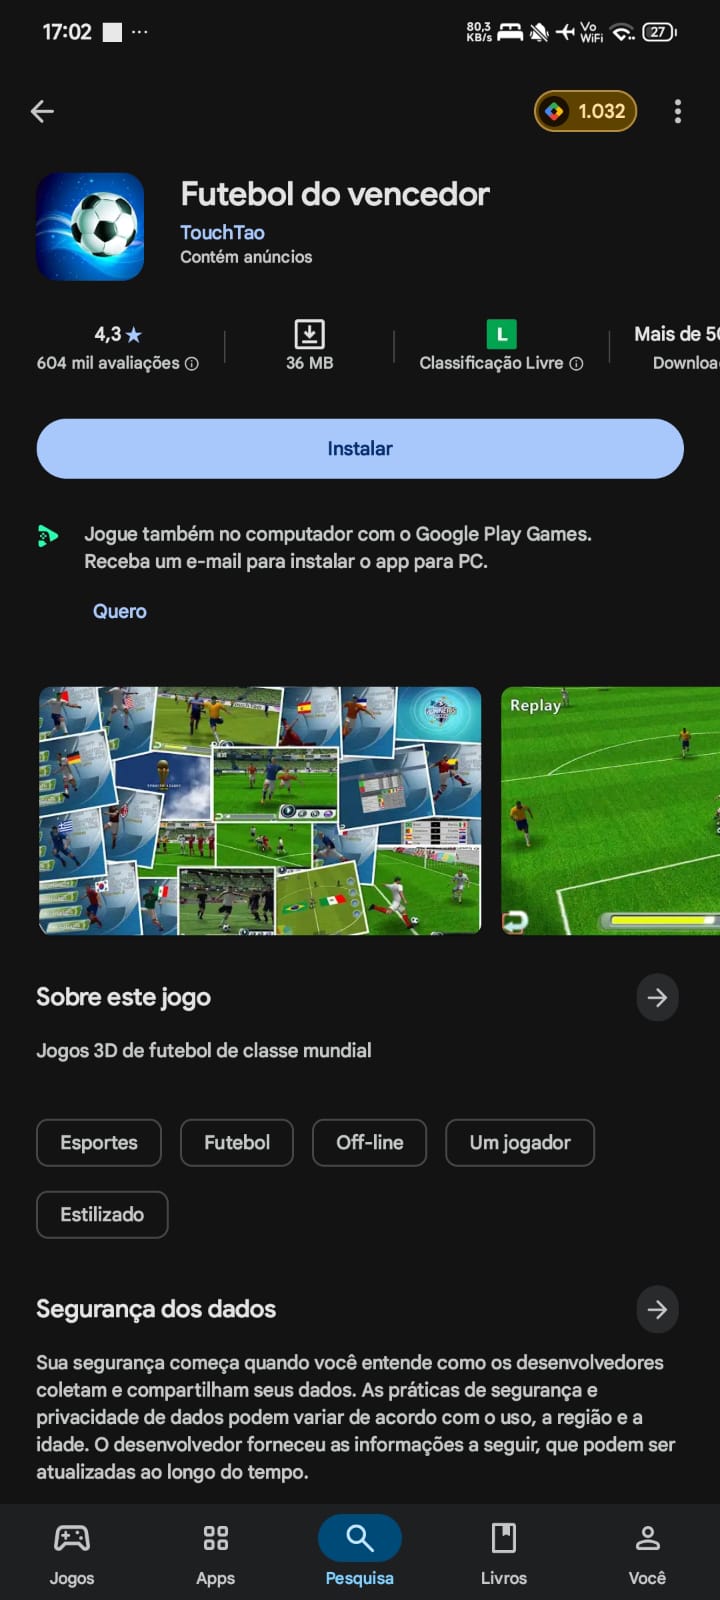 17:02
80,3
KB/s
Vo
WiFi
27
1.032
Futebol do vencedor
TouchTao
Contém anúncios
4,3
604 mil avaliações
36 MB
L
Classificação Livre
Mais de 50
Downloa
Instalar
Jogue também no computador com o Google Play Games.
Receba um e-mail para instalar o app para PC.
Quero
Replay
Sobre este jogo
Jogos 3D de futebol de classe mundial
Esportes
Futebol
Off-line
Um jogador
Estilizado
Segurança dos dados
Sua segurança começa quando você entende como os desenvolvedores
coletam e compartilham seus dados. As práticas de segurança e
privacidade de dados podem variar de acordo com o uso, a região e a
idade. O desenvolvedor forneceu as informações a seguir, que podem ser
atualizadas ao longo do tempo.
Jogos
Apps
Pesquisa
Livros
Você